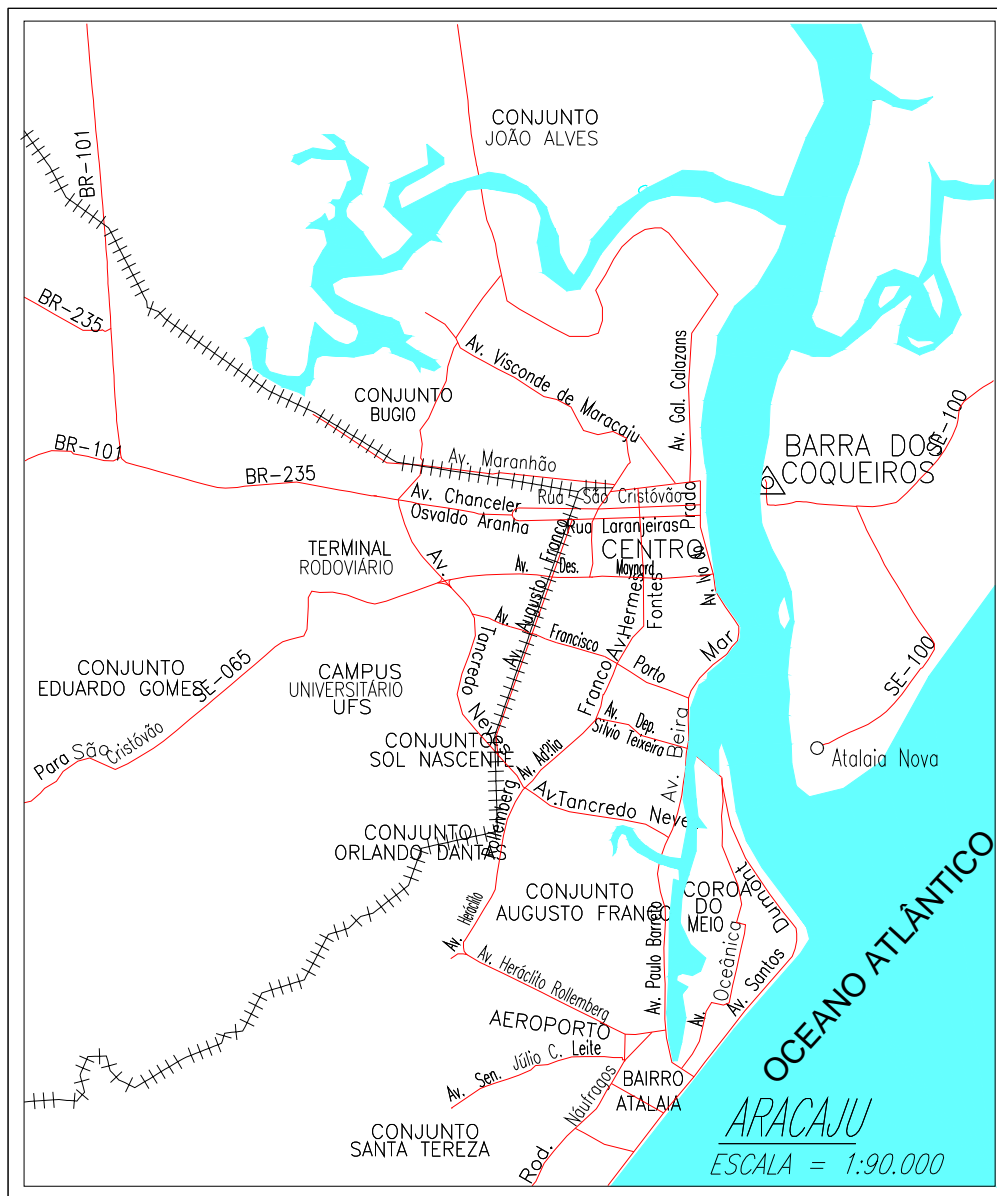 CONJUNTO
JOÃO ALVES
BR-101
BR-235
Av. Visconde de Maracaju
Av. Gal. Calazans
CONJUNTO
BUGIO
BR-101
BR-235
Av. Maranhão
BARRA DOS
COQUEIROS
SE-100
Av. Chanceler
Osvaldo Aranha
Rua São Cristóvão
Rua Laranjeiras
CENTRO
Av. Ivo do Prado
TERMINAL
RODOVIÁRIO
Av. Des. Maynard
Av. Augusto Franco
Av. Hermes
Fontes
Av. Tancredo Neves
Av. Francisco Porto
CONJUNTO
EDUARDO GOMES
SE-065
CAMPUS
UNIVERSITÁRIO
UFS
Para São Cristóvão
SE-100
Atalaia Nova
Av. Beira Mar
Av. Dep.
Silvio Teixeira
Av. Ad?lia Franco
CONJUNTO
SOL NASCENTE
Av.Tancredo Neve
CONJUNTO
ORLANDO DANTAS
Av. Heráclito Rollemberg
CONJUNTO
AUGUSTO FRANC
COROA
DO
MEIO
Av. Santos Dumont
Av. Oceânica
Av. Paulo Barreto
Av. Heráclito Rollemberg
AEROPORTO
Av. Sen. Júlio C. Leite
BAIRRO
ATALAIA
Rod. Náufragos
CONJUNTO
SANTA TEREZA
OCEANO ATLÂNTICO
ARACAJU
ESCALA = 1:90.000